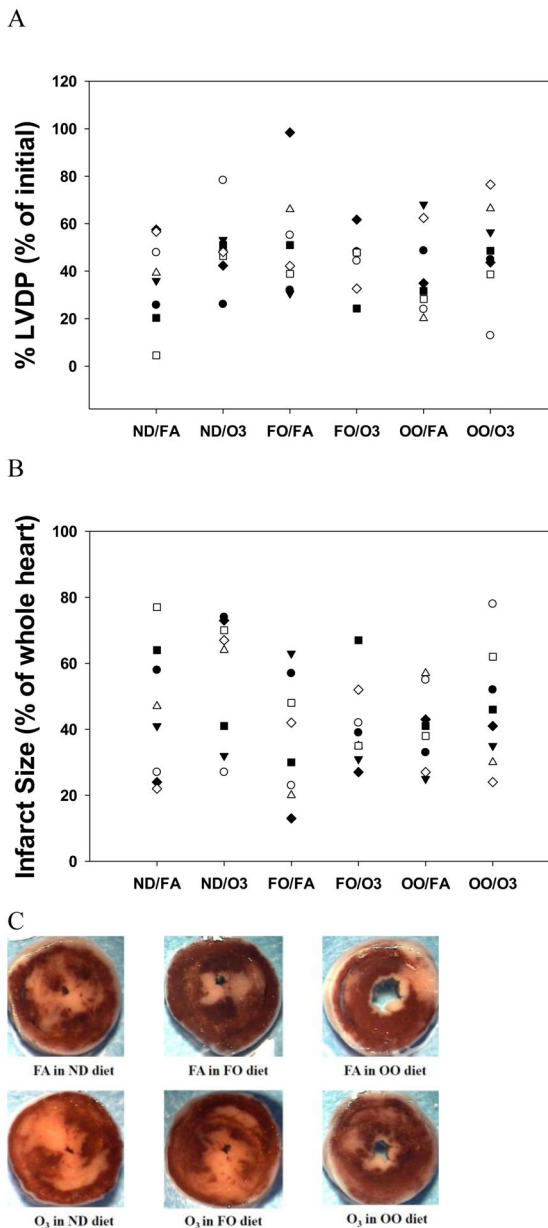 A
% LVDP (% of initial)
120
100
80
60
40
20
0
ND/FA ND/O3 FO/FA FO/O3 OO/FA OO/O3
B
Infarct Size (% of whole heart)
100
80
60
40
20
0
ND/FA ND/O3 FO/FA FO/O3 OO/FA OO/O3
C
FA in ND diet FA in FO diet FA in OO diet
O₃ in ND diet O₃ in FO diet O₃ in OO diet